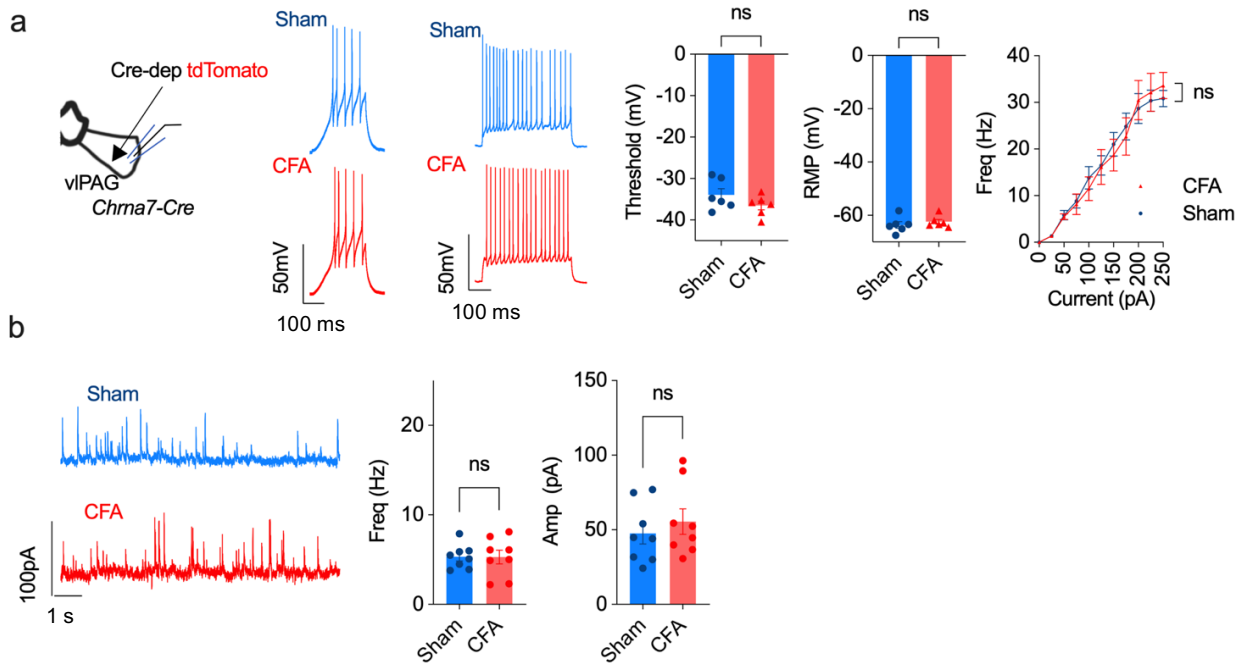 a
Cre-dep tdTomato
vlPAG
Chrna7-Cre
Sham
CFA
50mV
100 ms
Sham
CFA
50mV
100 ms
ns
Threshold (mV)
0
-10
-20
-30
-40
Sham
CFA
ns
RMP (mV)
0
-20
-40
-60
Sham
CFA
Freq (Hz)
40
30
20
10
0
ns
CFA
Sham
0
50
100
150
200
250
Current (pA)
b
Sham
CFA
100pA
1 s
Freq (Hz)
20
10
0
ns
Sham
CFA
Amp (pA)
150
100
50
0
ns
Sham
CFA